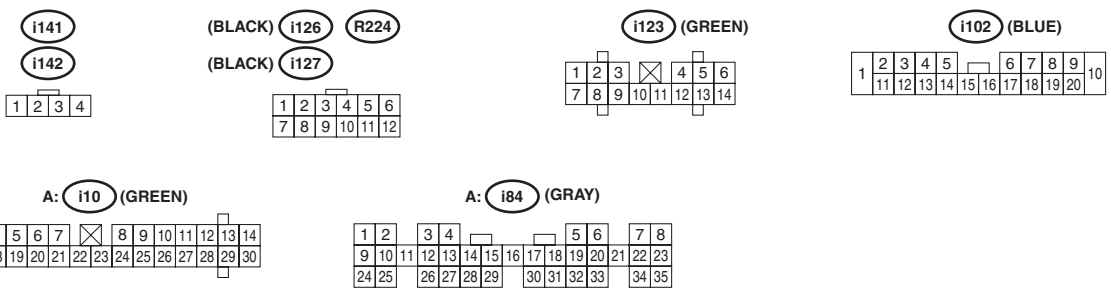 i141
(BLACK) i126 R224
i123 (GREEN)
i102 (BLUE)
i142
(BLACK) i127
1 2 3 4
1 2 3 4 5 6
7 8 9 10 11 12
1 2 3 4 5 6
7 8 9 10 11 12 13 14
1 2 3 4 5 6 7 8 9 10
11 12 13 14 15 16 17 18 19 20
A: i10 (GREEN)
5 6 7 8 9 10 11 12 13 14
19 20 21 22 23 24 25 26 27 28 29 30
A: i84 (GRAY)
1 2 3 4 5 6 7 8
9 10 11 12 13 14 15 16 17 18 19 20 21 22 23
24 25 26 27 28 29 30 31 32 33 34 35